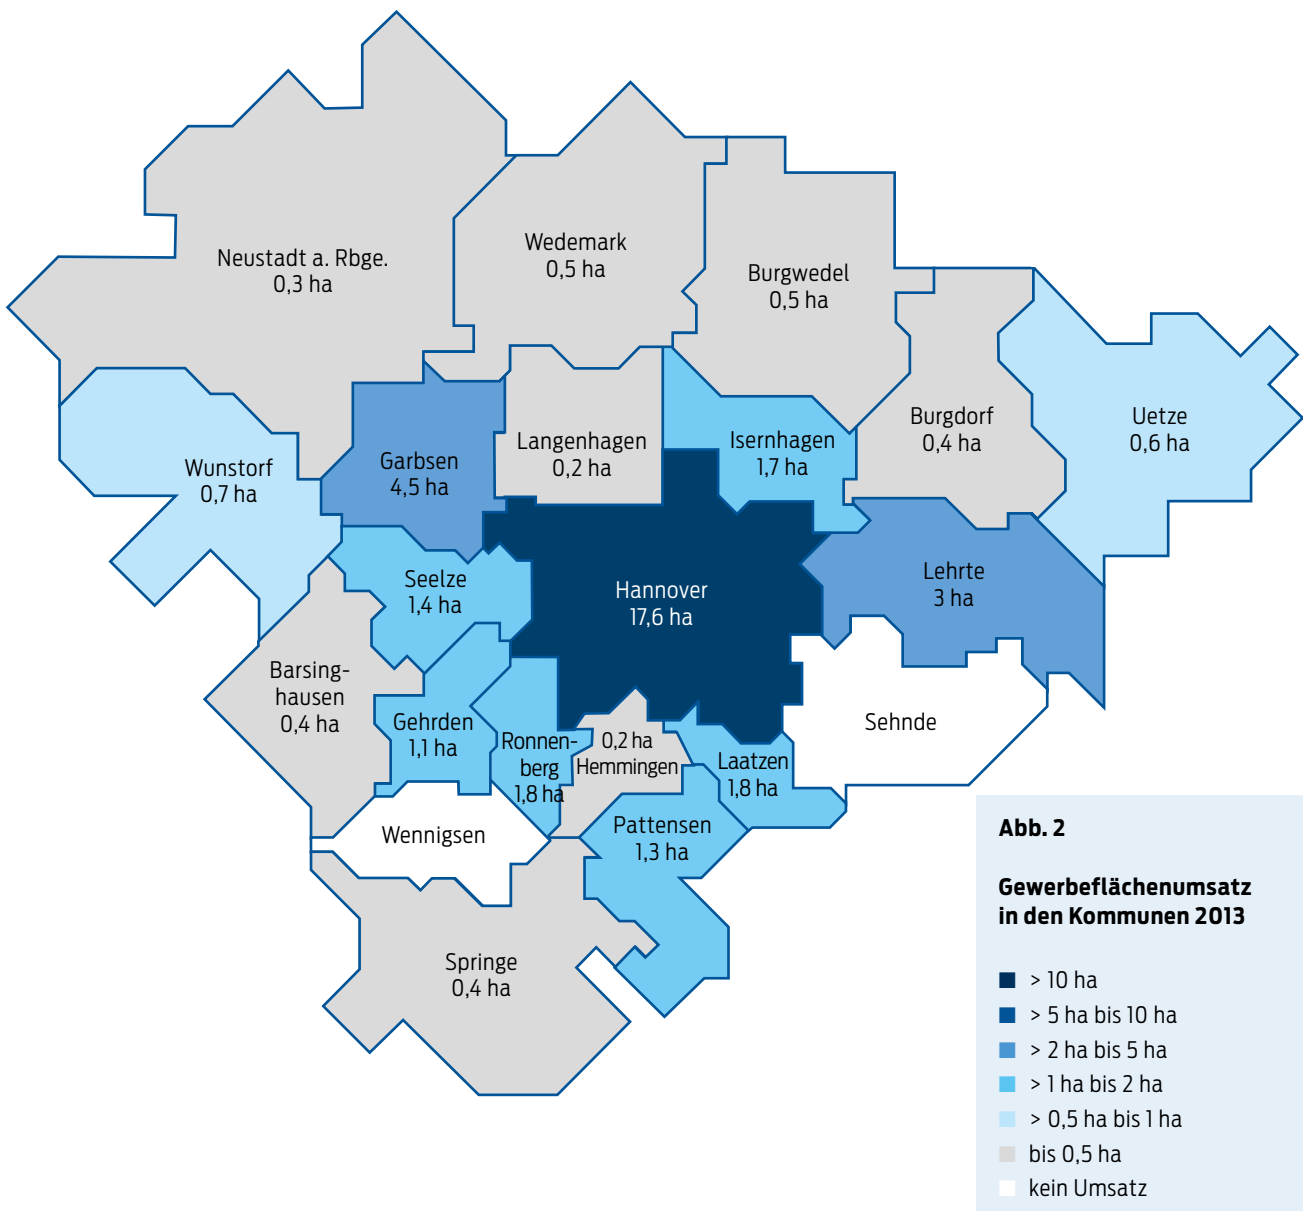 Neustadt a. Rbge.
0,3 ha
Wedemark
0,5 ha
Burgwedel
0,5 ha
Burgdorf
0,4 ha
Uetze
0,6 ha
Wunstorf
0,7 ha
Garbsen
4,5 ha
Langenhagen
0,2 ha
Isernhagen
1,7 ha
Seelze
1,4 ha
Hannover
17,6 ha
Lehrte
3 ha
Barsing-
hausen
0,4 ha
Gehrden
1,1 ha
Ronnen-
berg
1,8 ha
0,2 ha
Hemmingen
Laatzen
1,8 ha
Sehnde
Wennigsen
Pattensen
1,3 ha
Springe
0,4 ha
Abb. 2
Gewerbeflächenumsatz
in den Kommunen 2013
> 10 ha
> 5 ha bis 10 ha
> 2 ha bis 5 ha
> 1 ha bis 2 ha
> 0,5 ha bis 1 ha
bis 0,5 ha
kein Umsatz